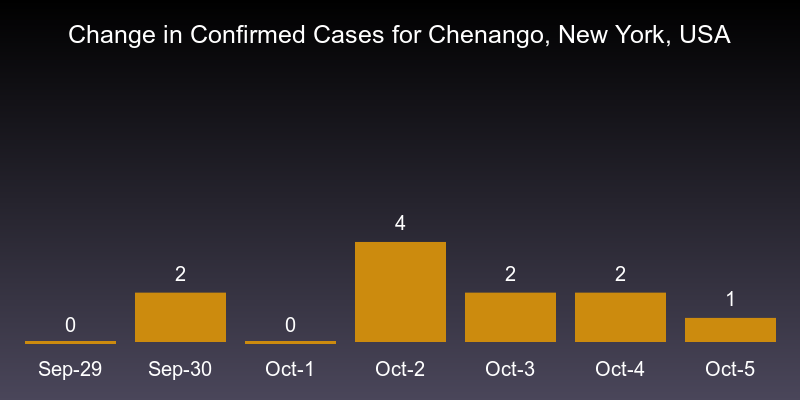 Change in Confirmed Cases for Chenango, New York, USA
0 2 0 4 2 2 1
Sep-29 Sep-30 Oct-1 Oct-2 Oct-3 Oct-4 Oct-5